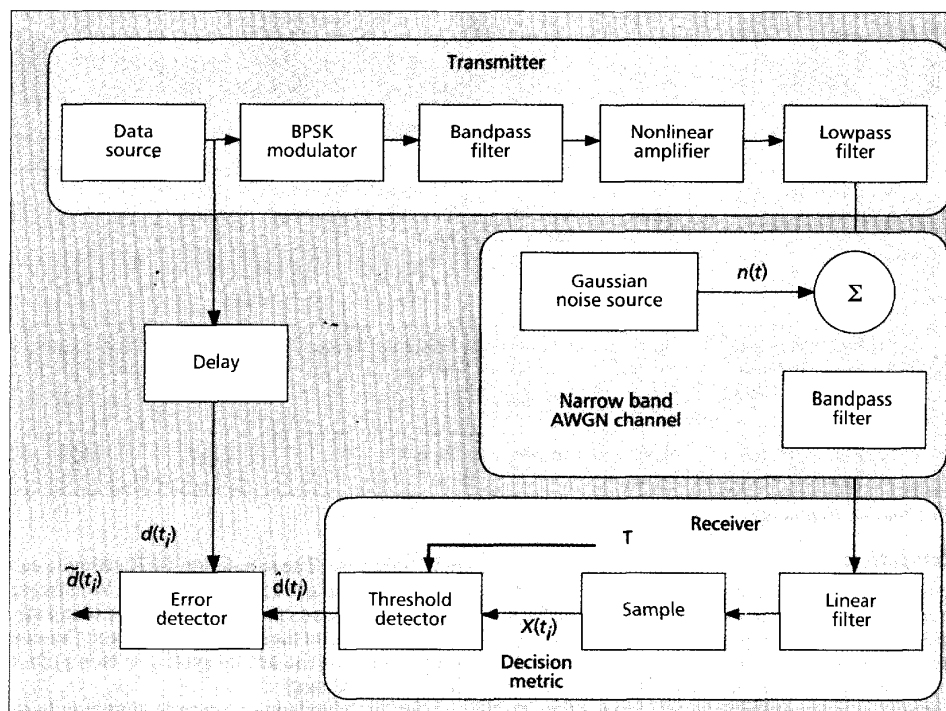 Transmitter
Data
source
BPSK
modulator
Bandpass
filter
Nonlinear
amplifier
Lowpass
filter
Gaussian
noise source
n(t)
Σ
Delay
Narrow band
AWGN channel
Bandpass
filter
d(tᵢ)
Receiver
T
d̃(tᵢ)
Error
detector
d̂(tᵢ)
Threshold
detector
X(tᵢ)
Sample
Linear
filter
Decision
metric